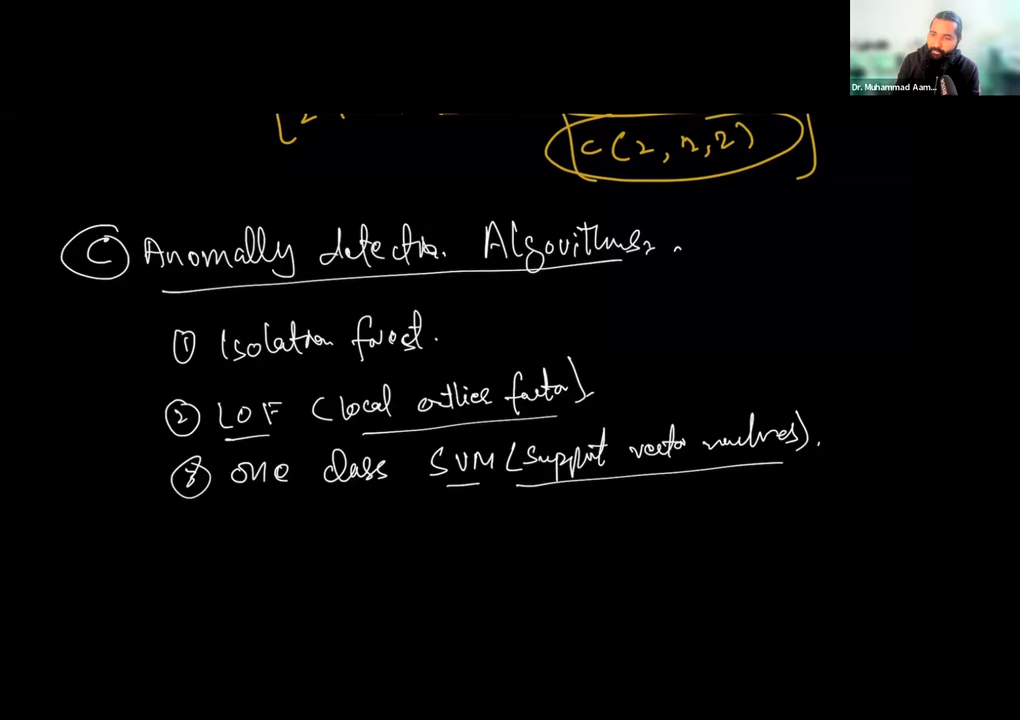 Dr. Muhammad Aam...
C(2, 2, 2)
C Anomally detectn. Algorithms.
1 Isolation forest.
2 LOF (local outlier factor)
3 one class SVM (support vector machines).